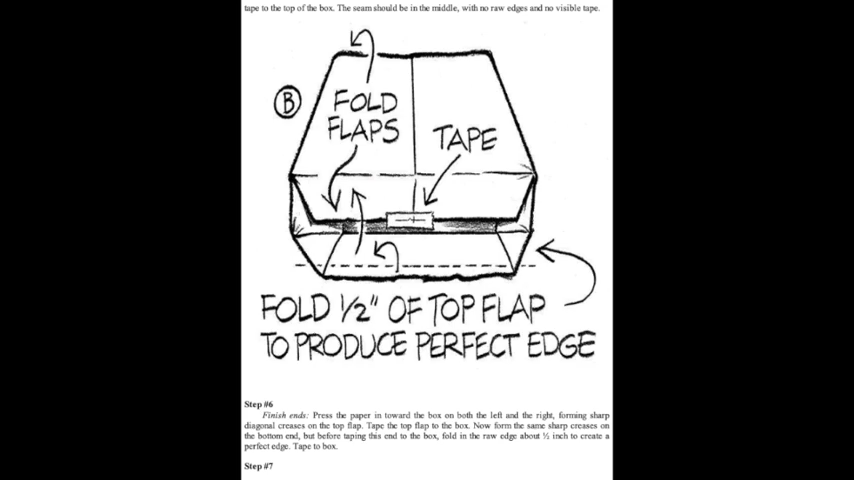 tape to the top of the box. The seam should be in the middle, with no raw edges and no visible tape.
B
FOLD
FLAPS
TAPE
FOLD 1/2" OF TOP FLAP
TO PRODUCE PERFECT EDGE
Step #6
Finish ends: Press the paper in toward the box on both the left and the right, forming sharp
diagonal creases on the top flap. Tape the top flap to the box. Now form the same sharp creases on
the bottom end, but before taping this end to the box, fold in the raw edge about ½ inch to create a
perfect edge. Tape to box.
Step #7